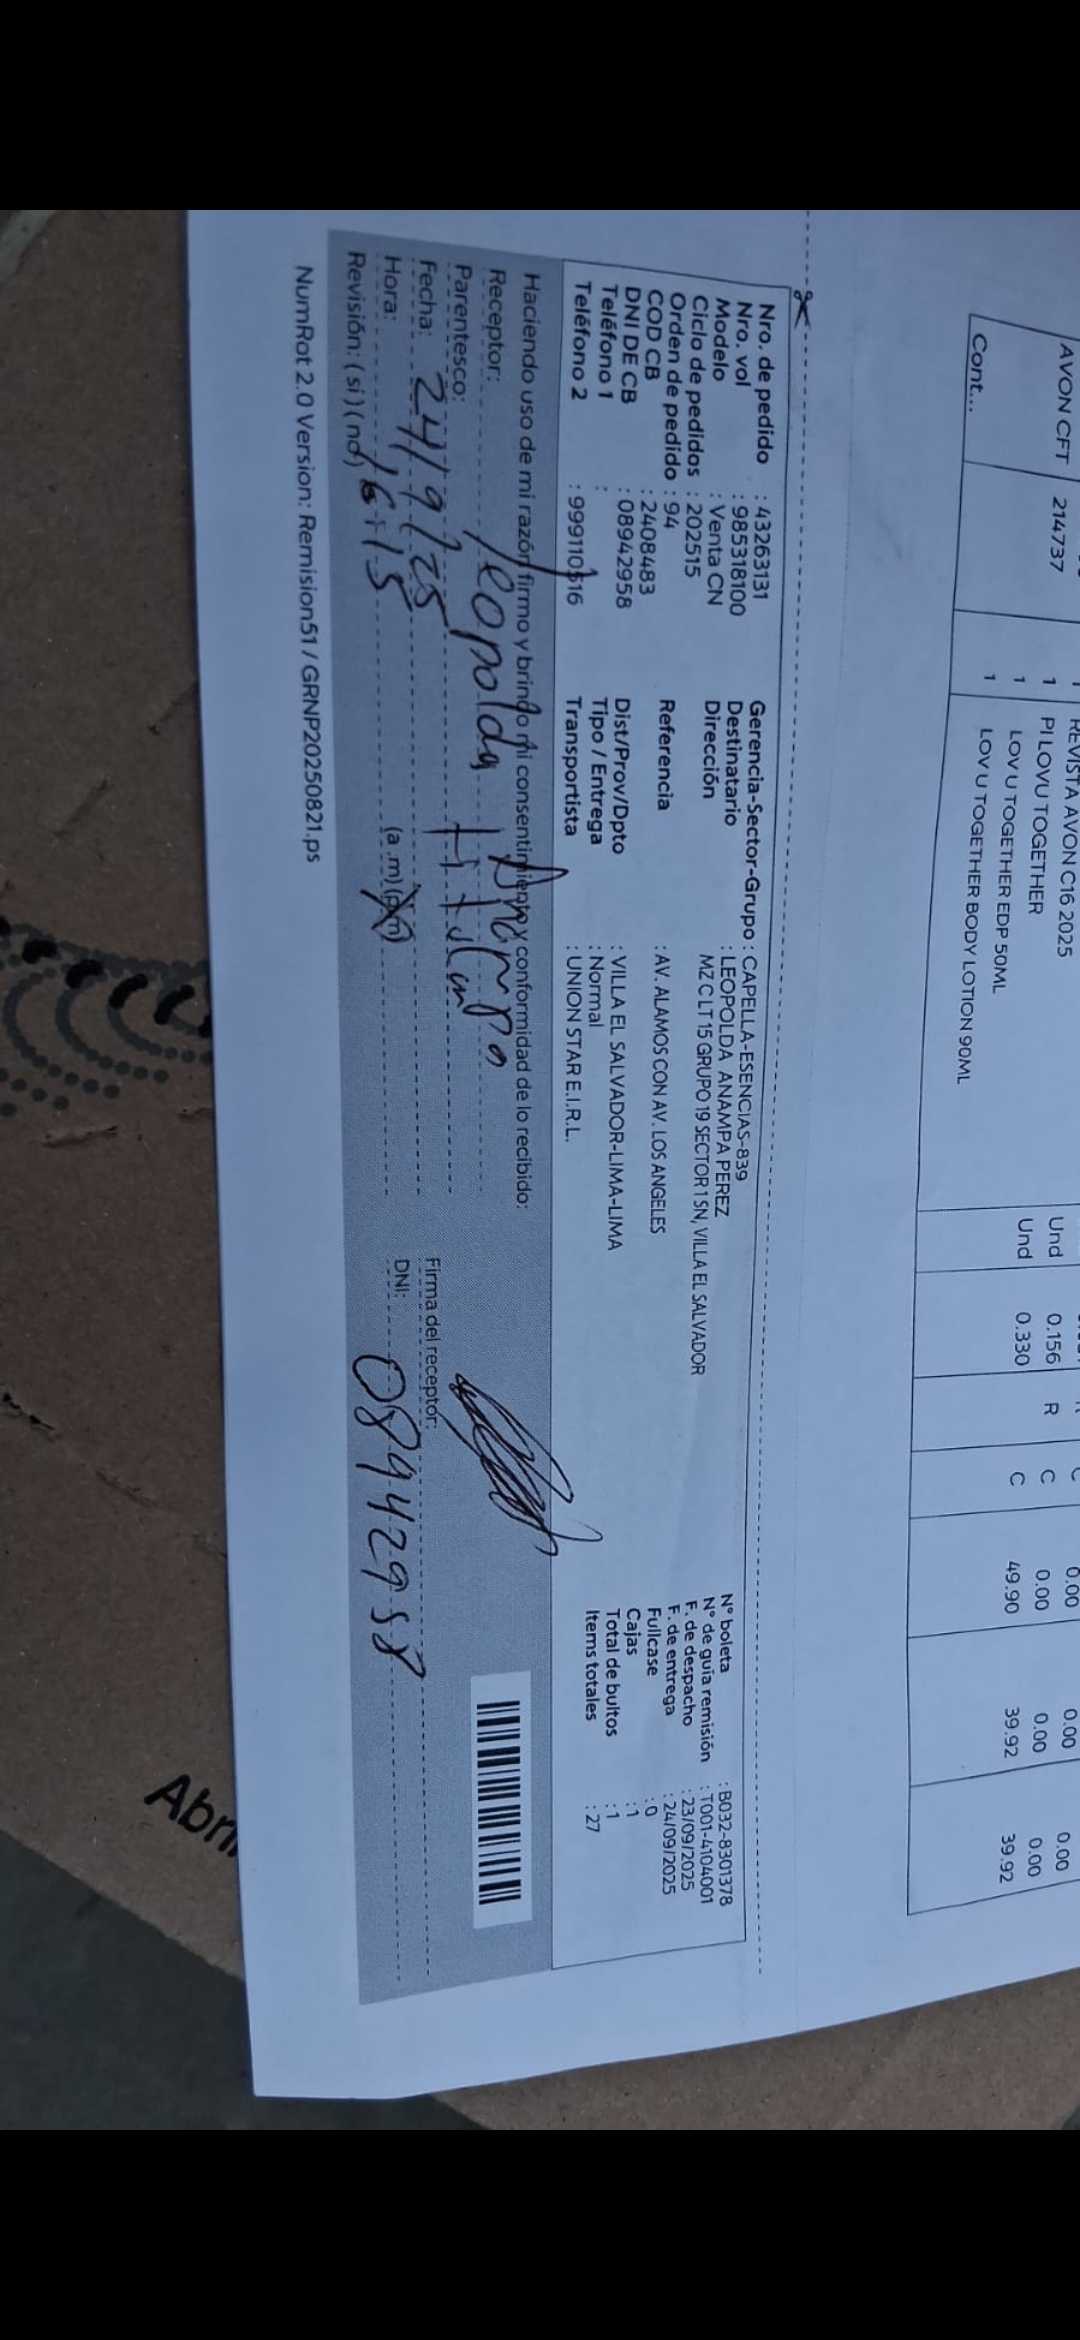 REVISTA AVON C16 2025 0.00 0.00 0.00
AVON CFT 214737 1 PI LOVU TOGETHER Und 0.156 R C 0.00 0.00 0.00
1 LOV U TOGETHER EDP 50ML Und 0.330 C 49.90 39.92 39.92
1 LOV U TOGETHER BODY LOTION 90ML
Cont...
Nro. de pedido : 43263131
Nro. vol : 985318100
Modelo : Venta CN
Ciclo de pedidos : 202515
Orden de pedido : 94
COD CB : 2408483
DNI DE CB : 08942958
Teléfono 1 :
Teléfono 2 : 999110516
Gerencia-Sector-Grupo : CAPELLA-ESENCIAS-839
Destinatario : LEOPOLDA ANAMPA PEREZ
Dirección MZ C LT 15 GRUPO 19 SECTOR 1 SN, VILLA EL SALVADOR
Referencia : AV. ALAMOS CON AV. LOS ANGELES
Dist/Prov/Dpto : VILLA EL SALVADOR-LIMA-LIMA
Tipo / Entrega : Normal
Transportista : UNION STAR E.I.R.L.
N° boleta : B032-8301378
N° de guía remisión : T001-4104001
F. de despacho : 23/09/2025
F. de entrega : 24/09/2025
Fullcase : 0
Cajas : 1
Total de bultos : 1
Items totales : 27
Haciendo uso de mi razón firmo y brindo mi consentimiento y conformidad de lo recibido:
Receptor: Leopolda Anampa
Parentesco: Titular
Fecha: 24/9/25
Hora: 16:15 (a .m) (p.m)
Revisión: ( si ) ( no )
Firma del receptor:
DNI: 08942958
NumRot 2.0 Version: Remision51 / GRNP20250821.ps